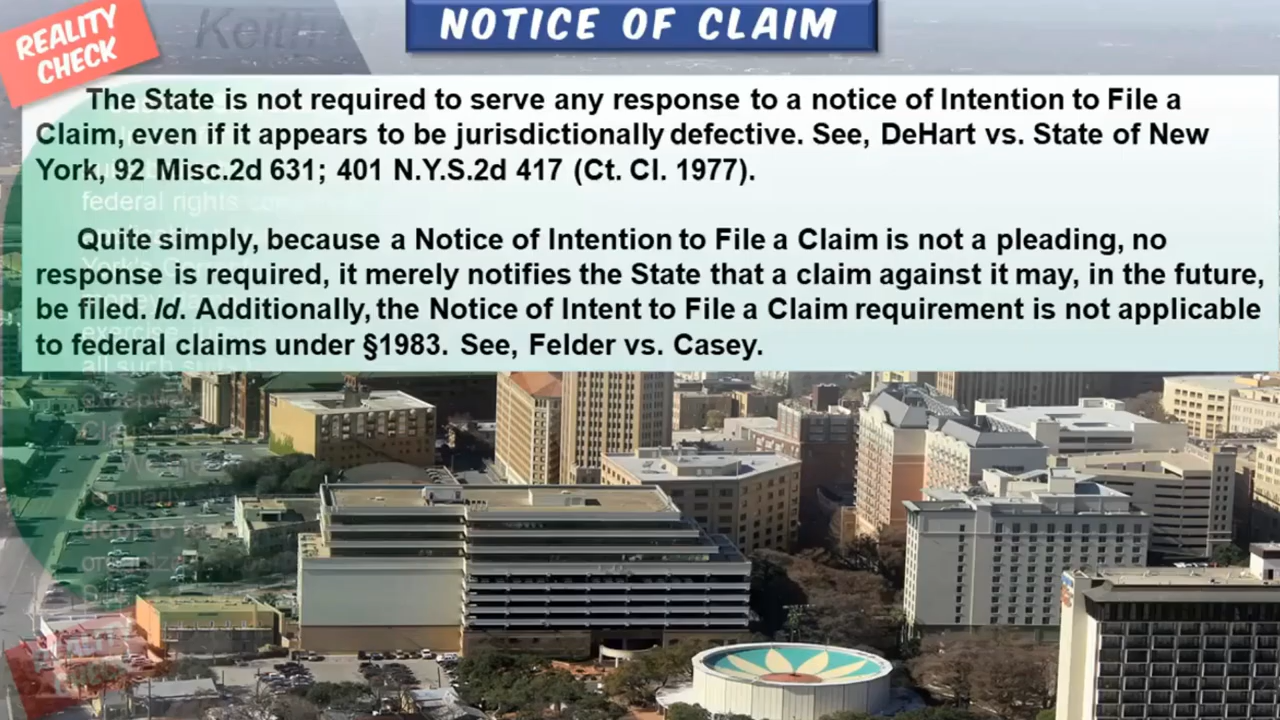 REALITY
CHECK
Keith
NOTICE OF CLAIM
The State is not required to serve any response to a notice of Intention to File a
Claim, even if it appears to be jurisdictionally defective. See, DeHart vs. State of New
York, 92 Misc.2d 631; 401 N.Y.S.2d 417 (Ct. Cl. 1977).
federal rights
Quite simply, because a Notice of Intention to File a Claim is not a pleading, no
response is required, it merely notifies the State that a claim against it may, in the future,
be filed. Id. Additionally, the Notice of Intent to File a Claim requirement is not applicable
to federal claims under §1983. See, Felder vs. Casey.
all such